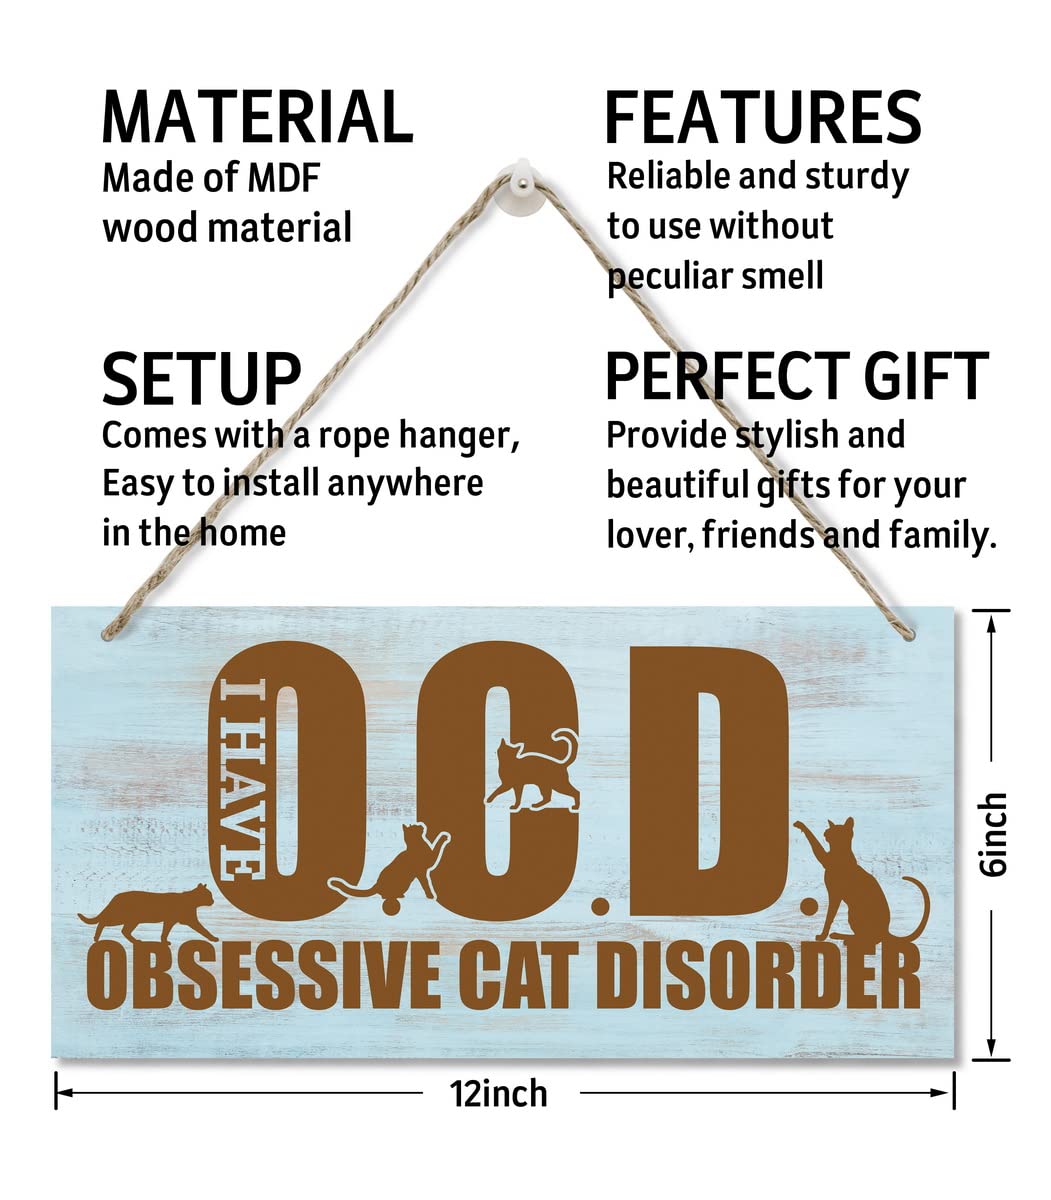 MATERIAL
Made of MDF
wood material
FEATURES
Reliable and sturdy
to use without
peculiar smell
SETUP
Comes with a rope hanger,
Easy to install anywhere
in the home
PERFECT GIFT
Provide stylish and
beautiful gifts for your
lover, friends and family.
I HAVE
O.C.D.
OBSESSIVE CAT DISORDER
6inch
12inch